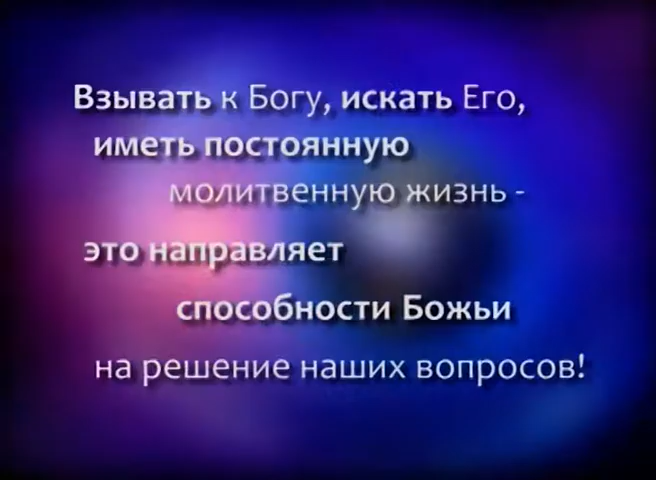 Взывать к Богу, искать Его,
иметь постоянную
молитвенную жизнь -
это направляет
способности Божьи
на решение наших вопросов!